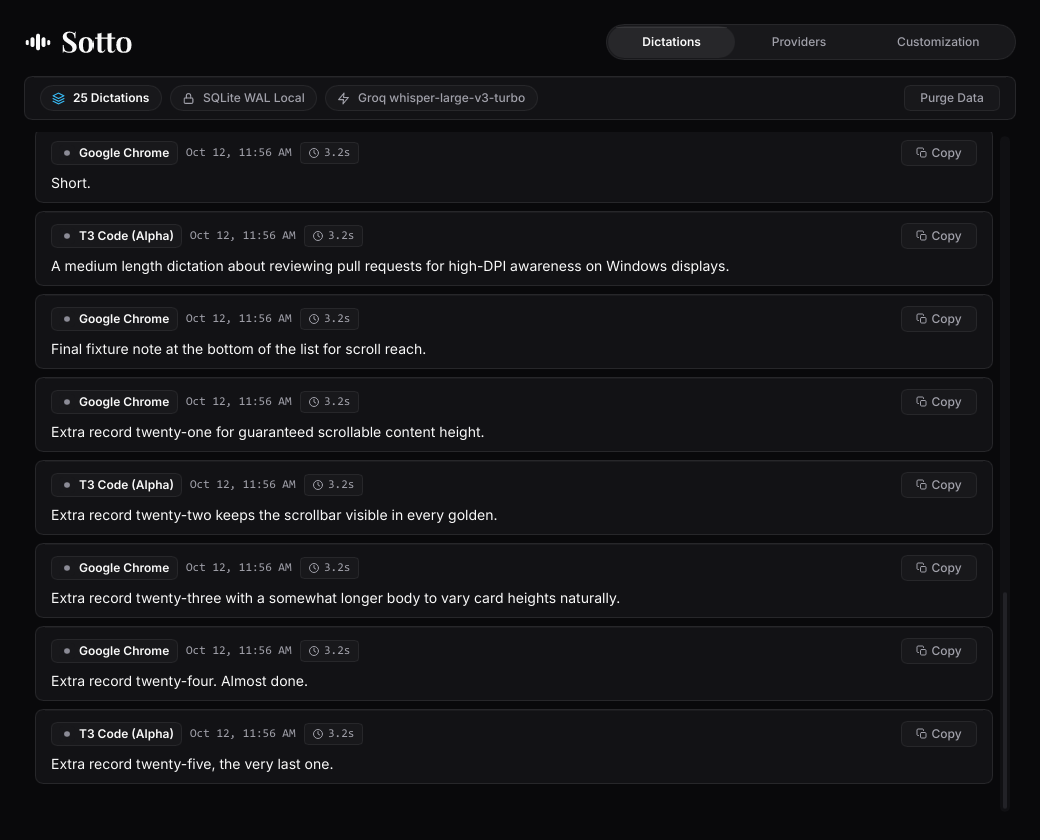 Sotto
Dictations Providers Customization
25 Dictations SQLite WAL Local Groq whisper-large-v3-turbo Purge Data
Google Chrome Oct 12, 11:56 AM 3.2s Copy
Short.
T3 Code (Alpha) Oct 12, 11:56 AM 3.2s Copy
A medium length dictation about reviewing pull requests for high-DPI awareness on Windows displays.
Google Chrome Oct 12, 11:56 AM 3.2s Copy
Final fixture note at the bottom of the list for scroll reach.
Google Chrome Oct 12, 11:56 AM 3.2s Copy
Extra record twenty-one for guaranteed scrollable content height.
T3 Code (Alpha) Oct 12, 11:56 AM 3.2s Copy
Extra record twenty-two keeps the scrollbar visible in every golden.
Google Chrome Oct 12, 11:56 AM 3.2s Copy
Extra record twenty-three with a somewhat longer body to vary card heights naturally.
Google Chrome Oct 12, 11:56 AM 3.2s Copy
Extra record twenty-four. Almost done.
T3 Code (Alpha) Oct 12, 11:56 AM 3.2s Copy
Extra record twenty-five, the very last one.